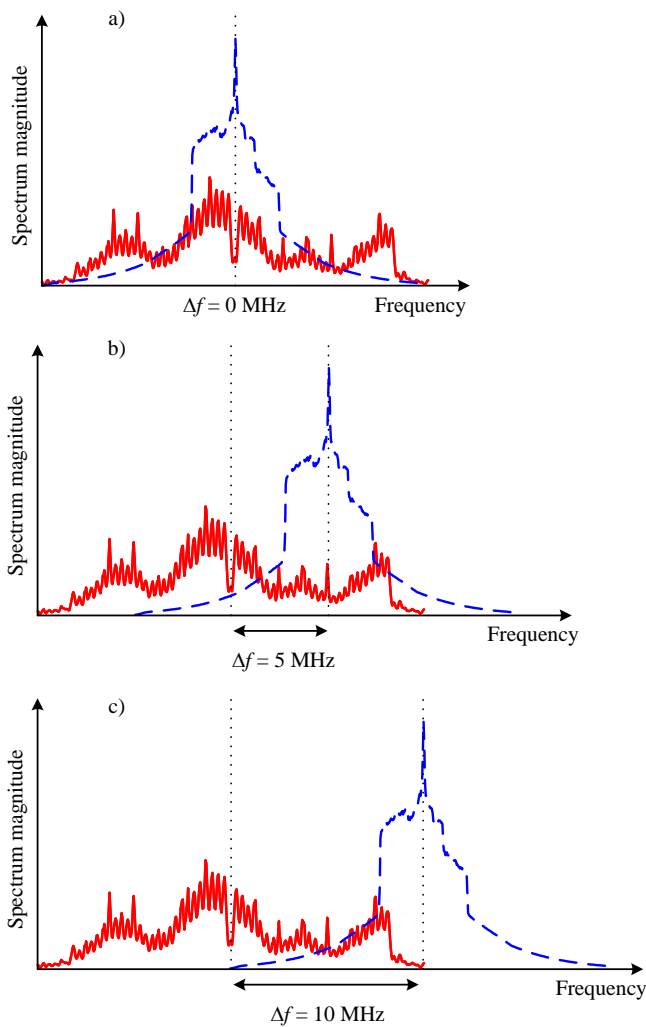 a)
Spectrum magnitude
Δf = 0 MHz
Frequency
b)
Spectrum magnitude
Frequency
Δf = 5 MHz
c)
Spectrum magnitude
Frequency
Δf = 10 MHz